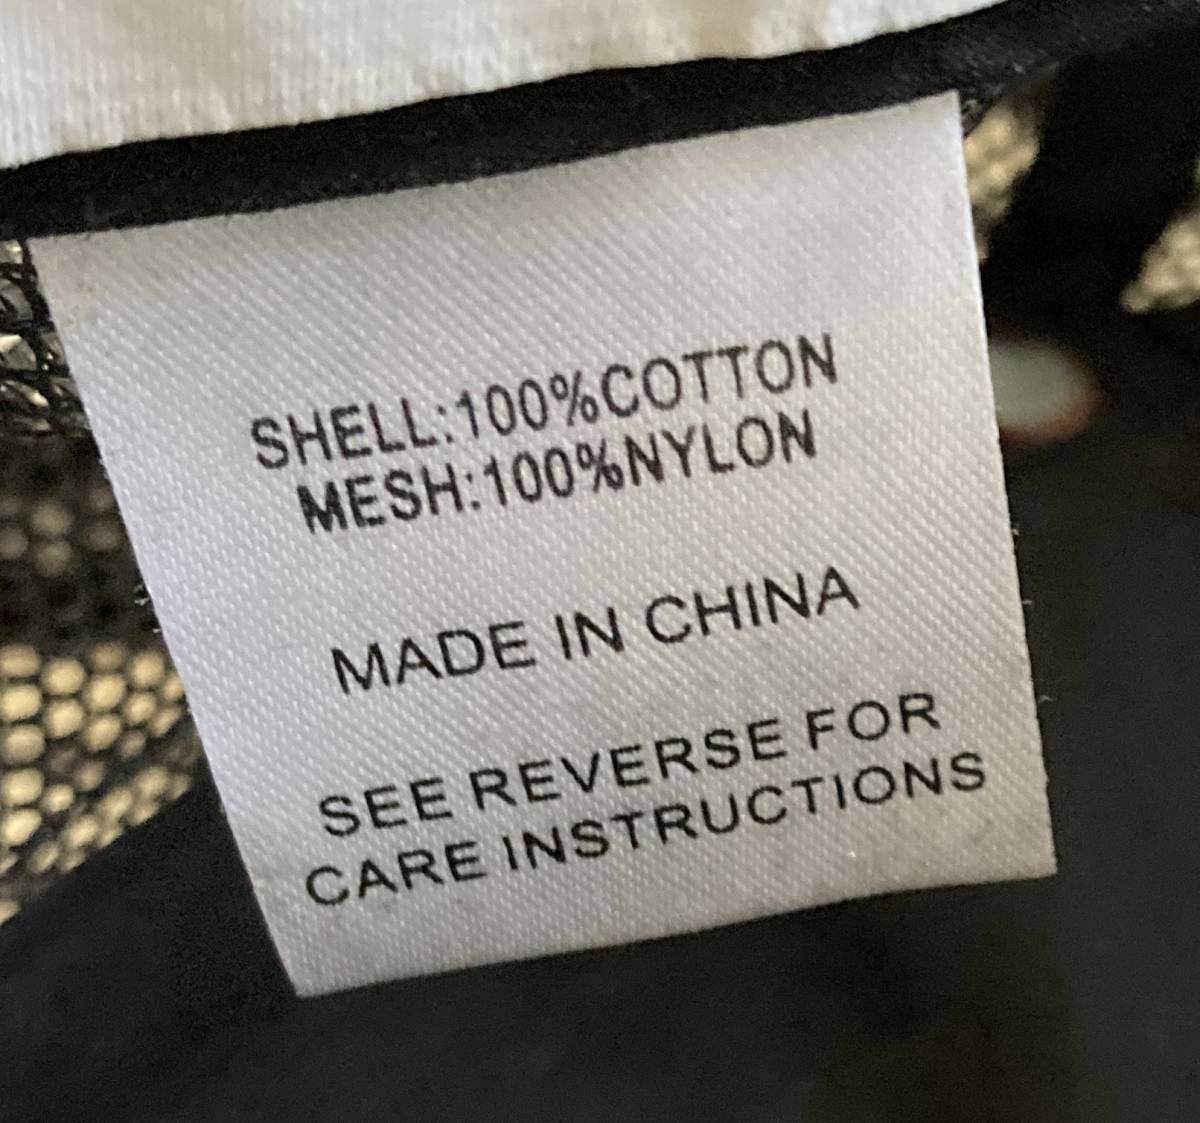 SHELL:100%COTTON
MESH:100%NYLON
MADE IN CHINA
SEE REVERSE FOR
CARE INSTRUCTIONS